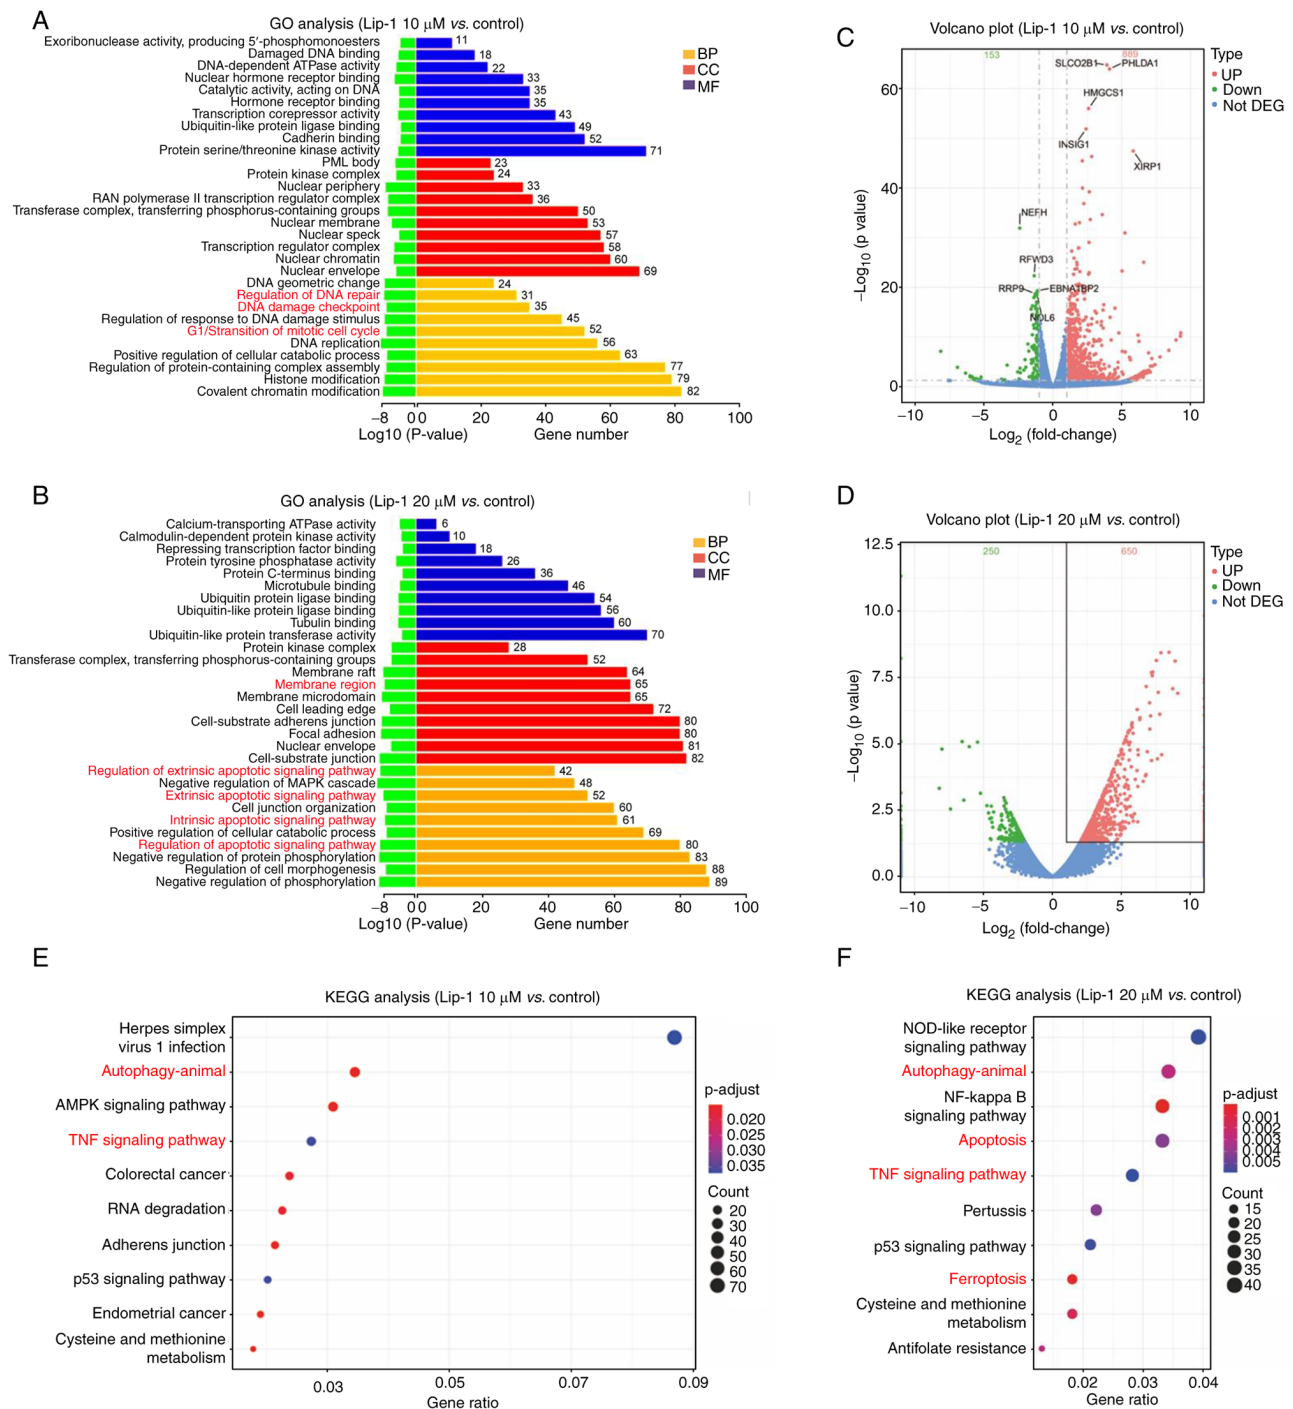 A
GO analysis (Lip-1 10 μM vs. control)
Exoribonuclease activity, producing 5′-phosphomonoesters 11
Damaged DNA binding 18
DNA-dependent ATPase activity 22
Nuclear hormone receptor binding 33
Catalytic activity, acting on DNA 35
Hormone receptor binding 35
Transcription corepressor activity 43
Ubiquitin-like protein ligase binding 49
Cadherin binding 52
Protein serine/threonine kinase activity 71
PML body 23
Protein kinase complex 24
Nuclear periphery 33
RAN polymerase II transcription regulator complex 36
Transferase complex, transferring phosphorus-containing groups 50
Nuclear membrane 53
Nuclear speck 57
Transcription regulator complex 58
Nuclear chromatin 60
Nuclear envelope 69
DNA geometric change 24
Regulation of DNA repair 31
DNA damage checkpoint 35
Regulation of response to DNA damage stimulus 45
G1/Stransition of mitotic cell cycle 52
DNA replication 56
Positive regulation of cellular catabolic process 63
Regulation of protein-containing complex assembly 77
Histone modification 79
Covalent chromatin modification 82
−8 0 0 20 40 60 80 100
Log10 (P-value) Gene number
BP
CC
MF
C
Volcano plot (Lip-1 10 μM vs. control)
153 889
SLCO2B1 PHLDA1
HMGCS1
INSIG1
XIRP1
NEFH
RFWD3
RRP9 EBNA1BP2
NOL6
60
40
20
0
−Log10 (p value)
−10 −5 0 5 10
Log2 (fold-change)
Type
UP
Down
Not DEG
B
GO analysis (Lip-1 20 μM vs. control)
Calcium-transporting ATPase activity 6
Calmodulin-dependent protein kinase activity 10
Repressing transcription factor binding 18
Protein tyrosine phosphatase activity 26
Protein C-terminus binding 36
Microtubule binding 46
Ubiquitin protein ligase binding 54
Ubiquitin-like protein ligase binding 56
Tubulin binding 60
Ubiquitin-like protein transferase activity 70
Protein kinase complex 28
Transferase complex, transferring phosphorus-containing groups 52
Membrane raft 64
Membrane region 65
Membrane microdomain 65
Cell leading edge 72
Cell-substrate adherens junction 80
Focal adhesion 80
Nuclear envelope 81
Cell-substrate junction 82
Regulation of extrinsic apoptotic signaling pathway 42
Negative regulation of MAPK cascade 48
Extrinsic apoptotic signaling pathway 52
Cell junction organization 60
Intrinsic apoptotic signaling pathway 61
Positive regulation of cellular catabolic process 69
Regulation of apoptotic signaling pathway 80
Negative regulation of protein phosphorylation 83
Regulation of cell morphogenesis 88
Negative regulation of phosphorylation 89
−8 0 0 20 40 60 80 100
Log10 (P-value) Gene number
BP
CC
MF
D
Volcano plot (Lip-1 20 μM vs. control)
250 650
12.5
10.0
7.5
5.0
2.5
0.0
−Log10 (p value)
−10 −5 0 5 10
Log2 (fold-change)
Type
UP
Down
Not DEG
E
KEGG analysis (Lip-1 10 μM vs. control)
Herpes simplex
virus 1 infection
Autophagy-animal
AMPK signaling pathway
TNF signaling pathway
Colorectal cancer
RNA degradation
Adherens junction
p53 signaling pathway
Endometrial cancer
Cysteine and methionine
metabolism
0.03 0.05 0.07 0.09
Gene ratio
p-adjust
0.020
0.025
0.030
0.035
Count
20
30
40
50
60
70
F
KEGG analysis (Lip-1 20 μM vs. control)
NOD-like receptor
signaling pathway
Autophagy-animal
NF-kappa B
signaling pathway
Apoptosis
TNF signaling pathway
Pertussis
p53 signaling pathway
Ferroptosis
Cysteine and methionine
metabolism
Antifolate resistance
0.02 0.03 0.04
Gene ratio
p-adjust
0.001
0.002
0.003
0.004
0.005
Count
15
20
25
30
35
40